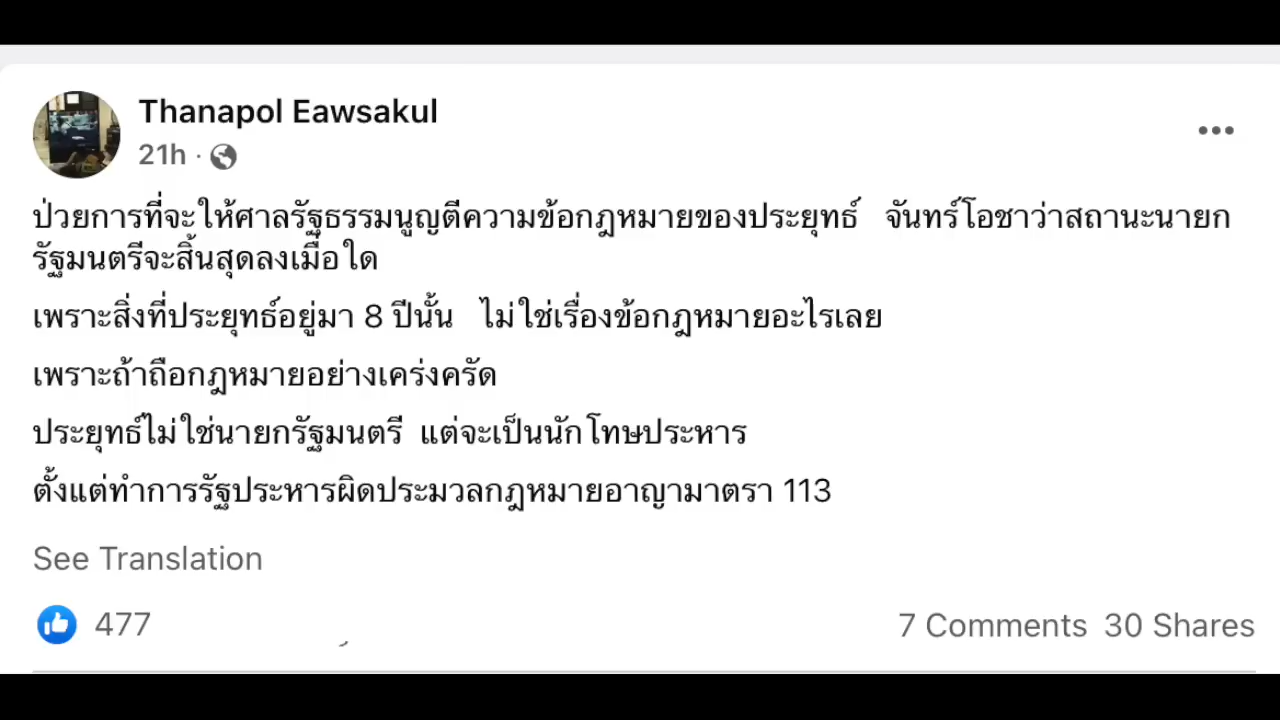 Thanapol Eawsakul
21h ·
ป่วยการที่จะให้ศาลรัฐธรรมนูญตีความข้อกฎหมายของประยุทธ์ จันทร์โอชาว่าสถานะนายก
รัฐมนตรีจะสิ้นสุดลงเมื่อใด
เพราะสิ่งที่ประยุทธ์อยู่มา 8 ปีนั้น ไม่ใช่เรื่องข้อกฎหมายอะไรเลย
เพราะถ้าถือกฎหมายอย่างเคร่งครัด
ประยุทธ์ไม่ใช่นายกรัฐมนตรี แต่จะเป็นนักโทษประหาร
ตั้งแต่ทำการรัฐประหารผิดประมวลกฎหมายอาญามาตรา 113
See Translation
477
7 Comments 30 Shares